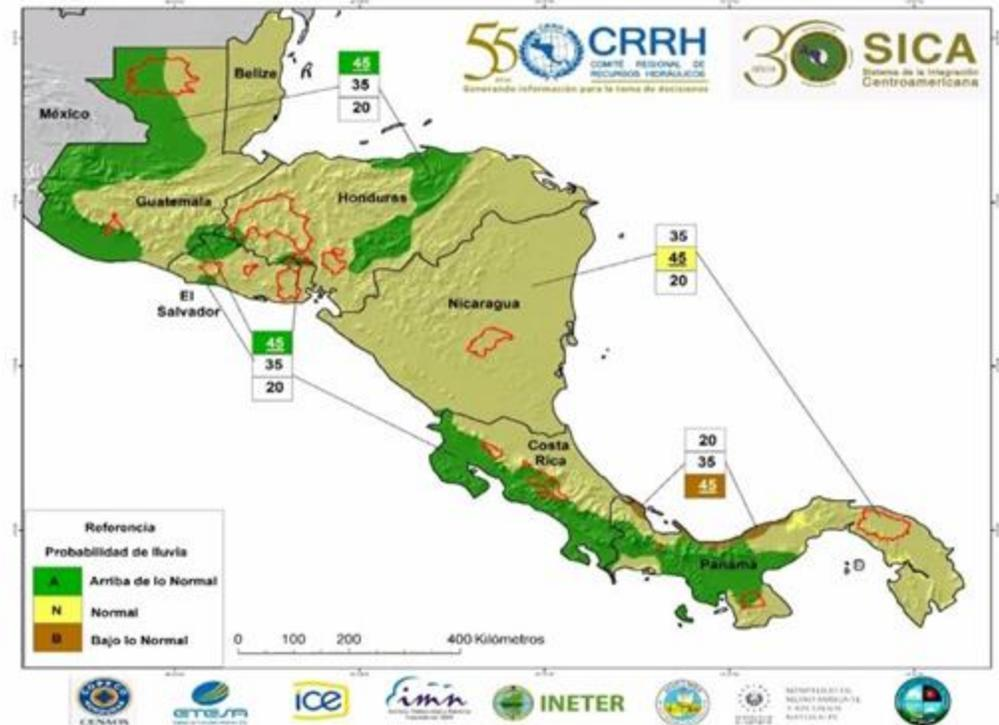 55
CRRH
COMITÉ REGIONAL DE
RECURSOS HIDRÁULICOS
Generando información para la toma de decisiones
30
SICA
Sistema de la Integración
Centroamericana
Belize
México
45
35
20
Guatemala
Honduras
35
45
20
El
Salvador
Nicaragua
45
35
20
Costa
Rica
20
35
45
Panamá
Referencia
Probabilidad de lluvia
A Arriba de lo Normal
N Normal
B Bajo lo Normal
0 100 200 400 Kilómetros
COPECO
CENAOS
ETESA
ice
imn
INETER